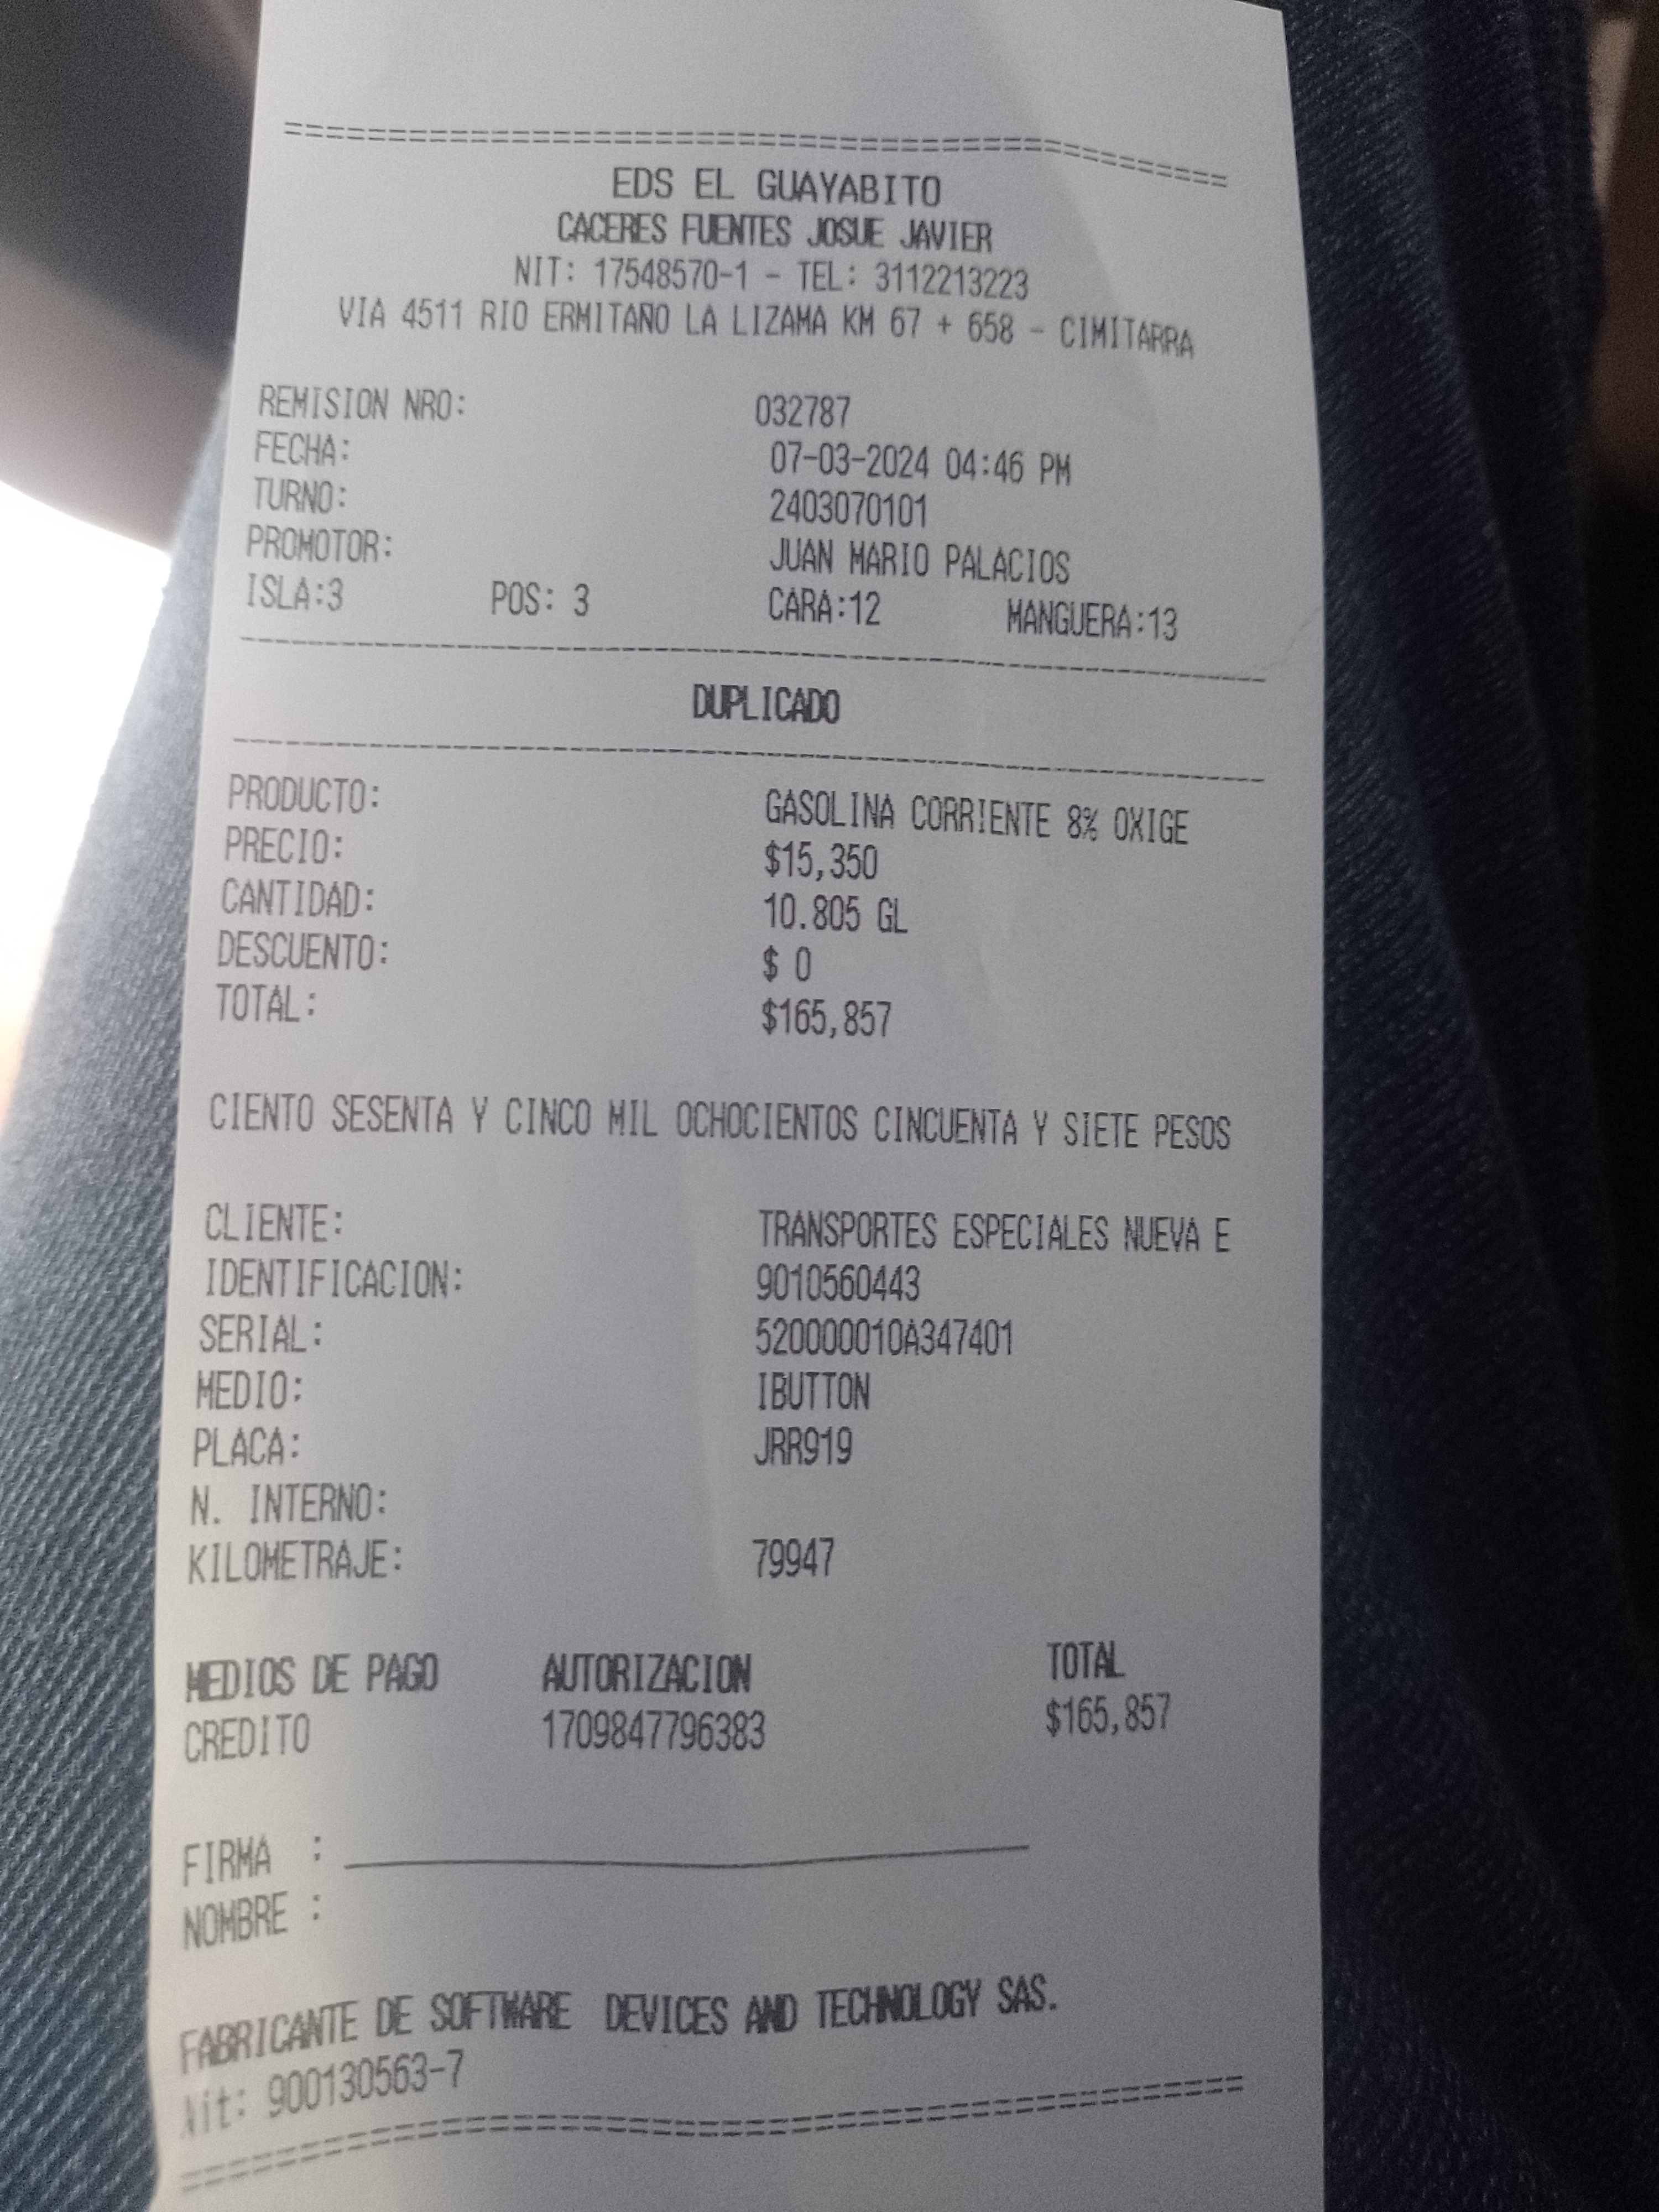 EDS EL GUAYABITO
CACERES FUENTES JOSUE JAVIER
NIT: 17548570-1 - TEL: 3112213223
VIA 4511 RIO ERMITAÑO LA LIZAMA KM 67 + 658 - CIMITARRA
REMISION NRO: 032787
FECHA: 07-03-2024 04:46 PM
TURNO: 2403070101
PROMOTOR: JUAN MARIO PALACIOS
ISLA:3 POS: 3 CARA:12 MANGUERA:13
DUPLICADO
PRODUCTO: GASOLINA CORRIENTE 8% OXIGE
PRECIO: $15,350
CANTIDAD: 10.805 GL
DESCUENTO: $ 0
TOTAL: $165,857
CIENTO SESENTA Y CINCO MIL OCHOCIENTOS CINCUENTA Y SIETE PESOS
CLIENTE: TRANSPORTES ESPECIALES NUEVA E
IDENTIFICACION: 9010560443
SERIAL: 520000010A347401
MEDIO: IBUTTON
PLACA: JRR919
N. INTERNO:
KILOMETRAJE: 79947
MEDIOS DE PAGO AUTORIZACION TOTAL
CREDITO 1709847796383 $165,857
FIRMA :
NOMBRE :
FABRICANTE DE SOFTWARE DEVICES AND TECHNOLOGY SAS.
Nit: 900130563-7